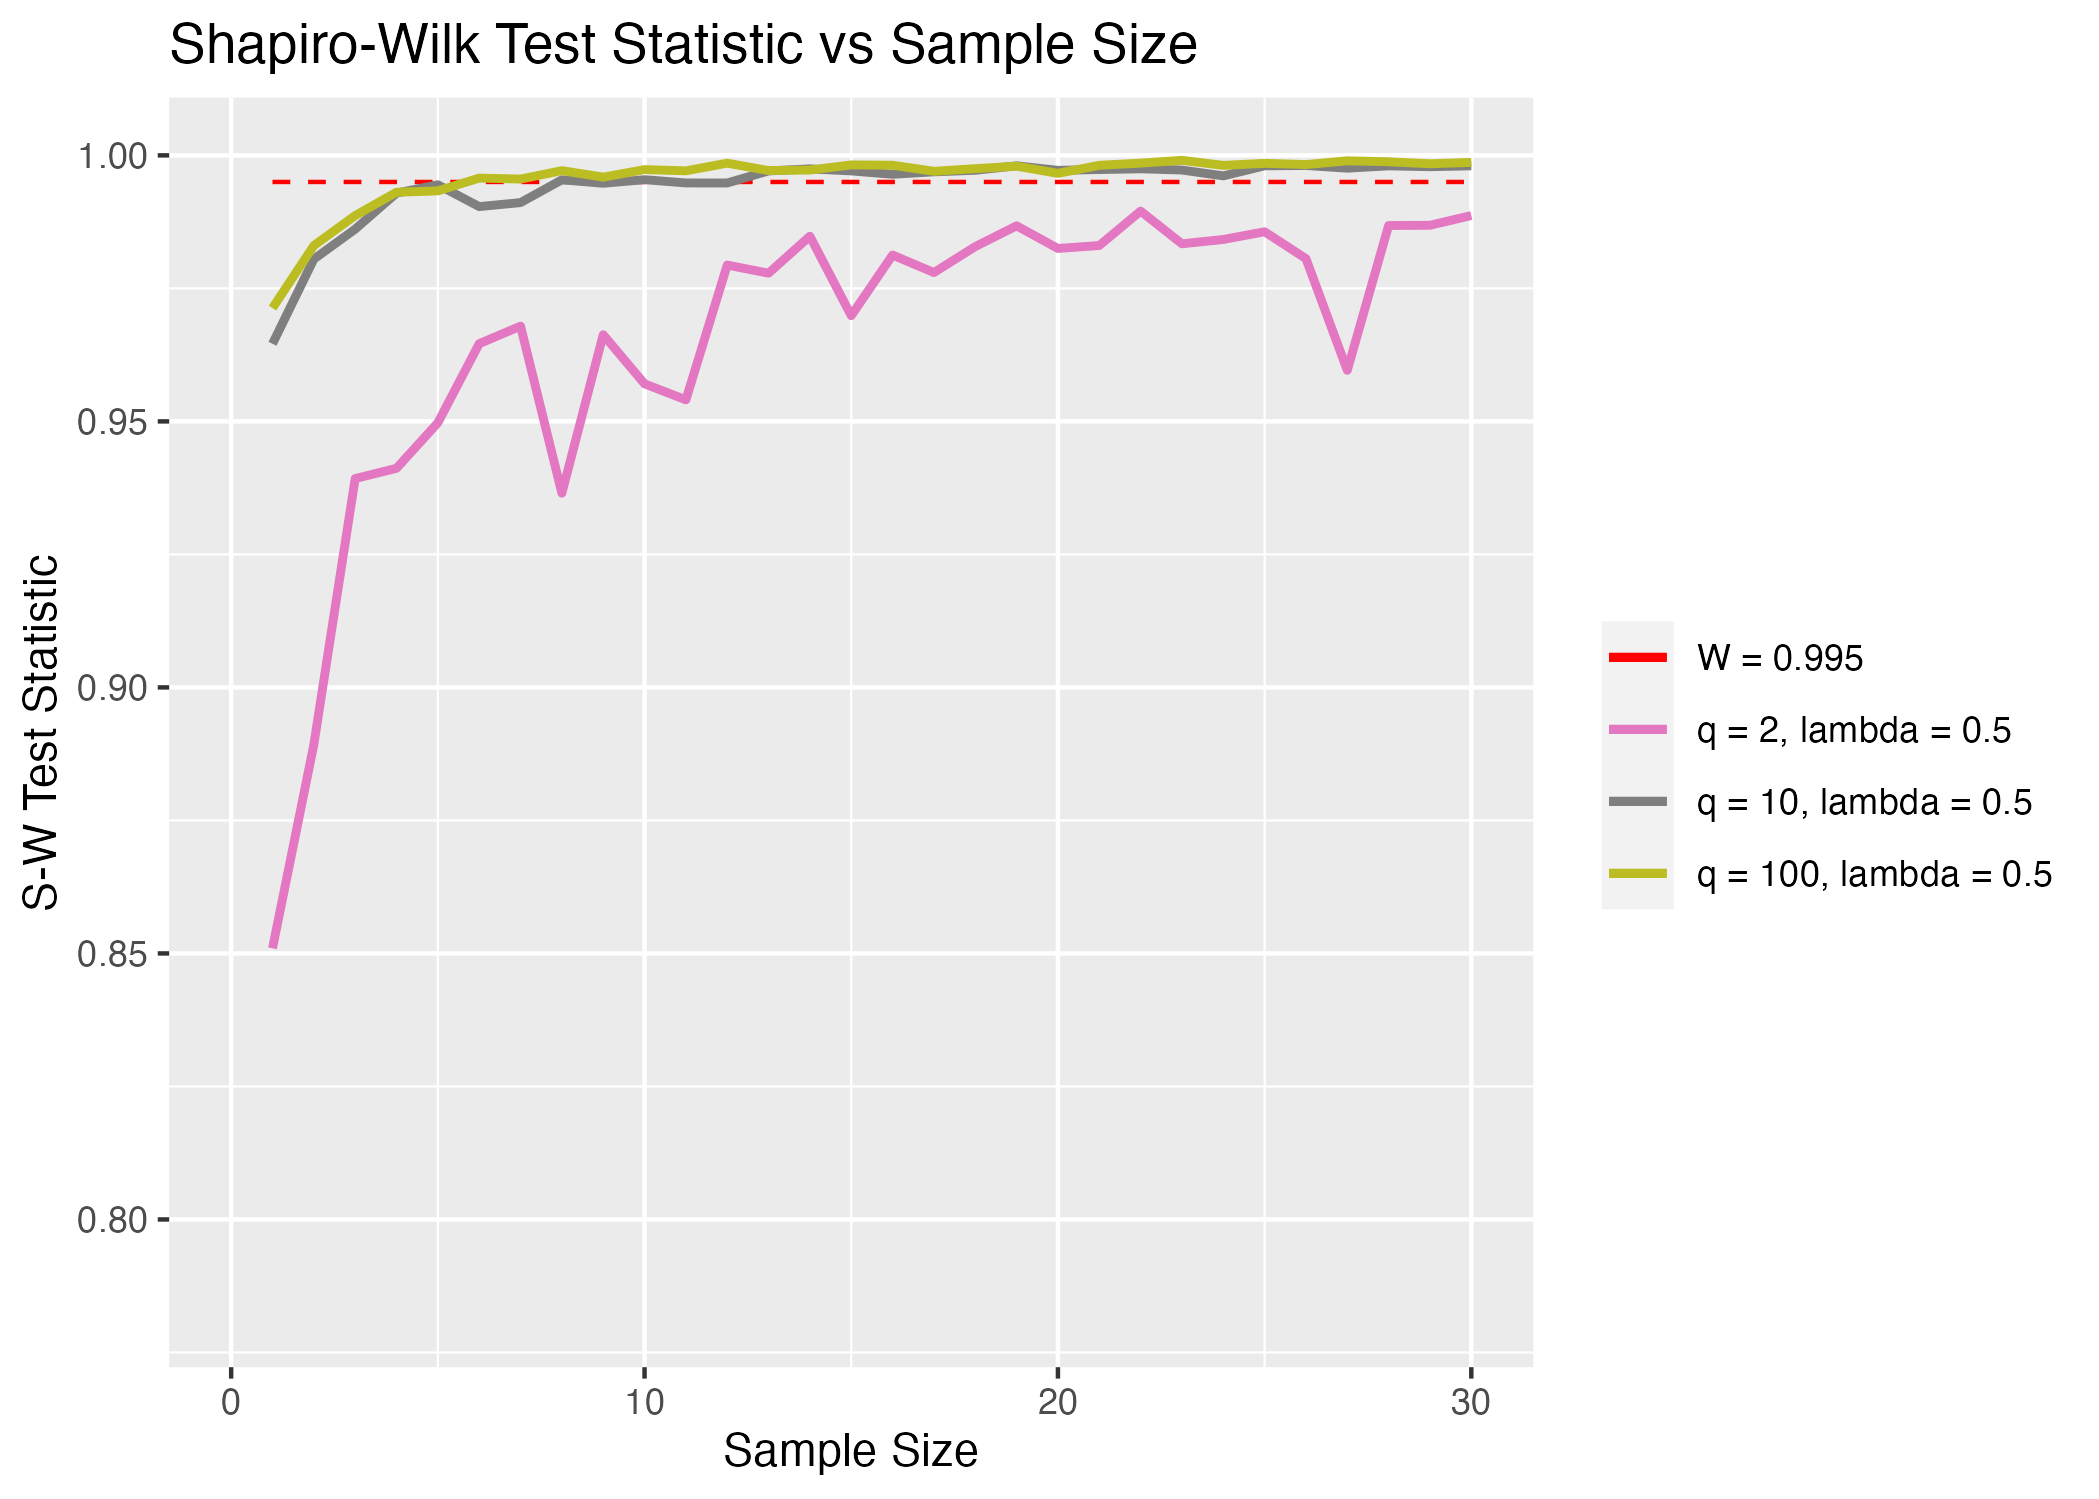 Shapiro-Wilk Test Statistic vs Sample Size
S-W Test Statistic
1.00
0.95
0.90
0.85
0.80
0
10
20
30
Sample Size
W = 0.995
q = 2, lambda = 0.5
q = 10, lambda = 0.5
q = 100, lambda = 0.5